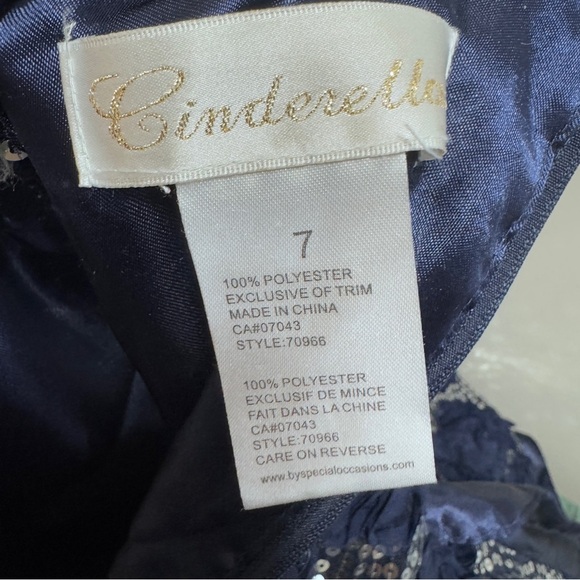 Cinderella
7
100% POLYESTER
EXCLUSIVE OF TRIM
MADE IN CHINA
CA#07043
STYLE:70966
100% POLYESTER
EXCLUSIF DE MINCE
FAIT DANS LA CHINE
CA#07043
STYLE:70966
CARE ON REVERSE
www.byspecialoccasions.com